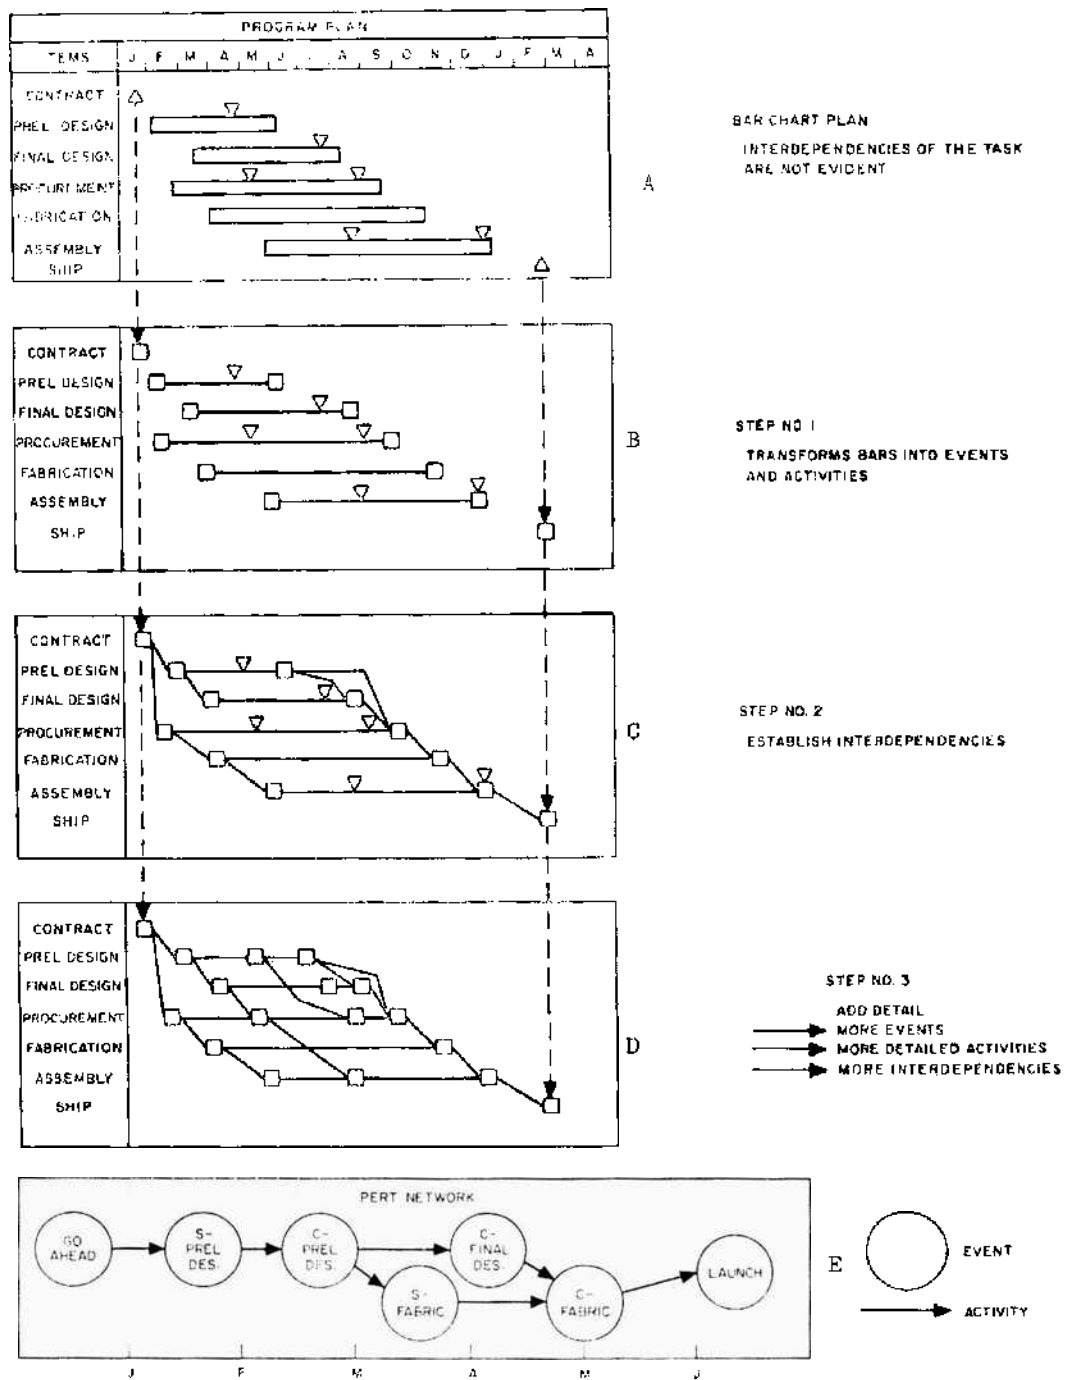 PROGRAM PLAN
TEMS J F M A M J J A S O N D J F M A
CONTRACT
PREL DESIGN
FINAL DESIGN
PROCUREMENT
FABRICATION
ASSEMBLY
SHIP
A
BAR CHART PLAN
INTERDEPENDENCIES OF THE TASK
ARE NOT EVIDENT
CONTRACT
PREL DESIGN
FINAL DESIGN
PROCUREMENT
FABRICATION
ASSEMBLY
SHIP
B
STEP NO 1
TRANSFORMS BARS INTO EVENTS
AND ACTIVITIES
CONTRACT
PREL DESIGN
FINAL DESIGN
PROCUREMENT
FABRICATION
ASSEMBLY
SHIP
C
STEP NO. 2
ESTABLISH INTERDEPENDENCIES
CONTRACT
PREL DESIGN
FINAL DESIGN
PROCUREMENT
FABRICATION
ASSEMBLY
SHIP
D
STEP NO. 3
ADD DETAIL
MORE EVENTS
MORE DETAILED ACTIVITIES
MORE INTERDEPENDENCIES
PERT NETWORK
GO
AHEAD
S-
PREL
DES.
C-
PREL
DES.
C-
FINAL
DES.
S-
FABRIC
C-
FABRIC
LAUNCH
E
EVENT
ACTIVITY
J F M A M J